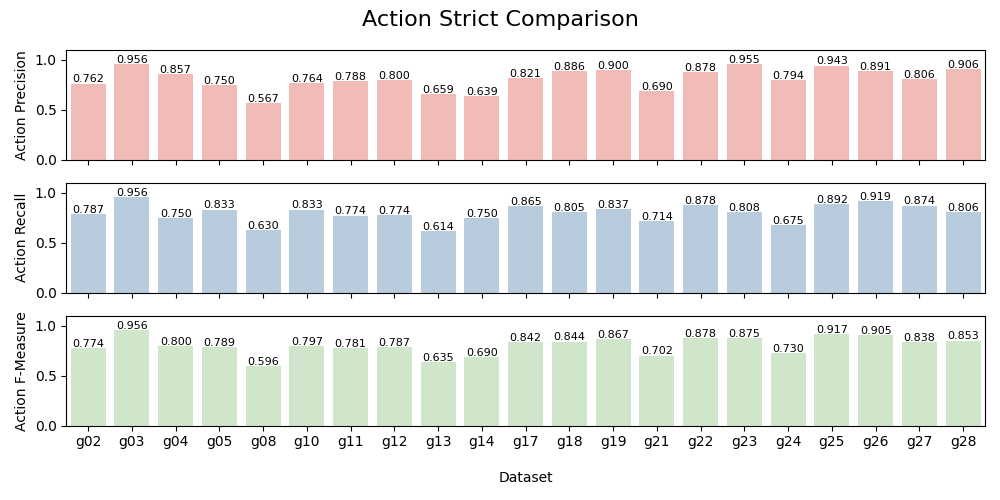 Action Strict Comparison
Action Precision
1.0
0.5
0.0
0.762 0.956 0.857 0.750 0.567 0.764 0.788 0.800 0.659 0.639 0.821 0.886 0.900 0.690 0.878 0.955 0.794 0.943 0.891 0.806 0.906
Action Recall
1.0
0.5
0.0
0.787 0.956 0.750 0.833 0.630 0.833 0.774 0.774 0.614 0.750 0.865 0.805 0.837 0.714 0.878 0.808 0.675 0.892 0.919 0.874 0.806
Action F-Measure
1.0
0.5
0.0
0.774 0.956 0.800 0.789 0.596 0.797 0.781 0.787 0.635 0.690 0.842 0.844 0.867 0.702 0.878 0.875 0.730 0.917 0.905 0.838 0.853
g02 g03 g04 g05 g08 g10 g11 g12 g13 g14 g17 g18 g19 g21 g22 g23 g24 g25 g26 g27 g28
Dataset